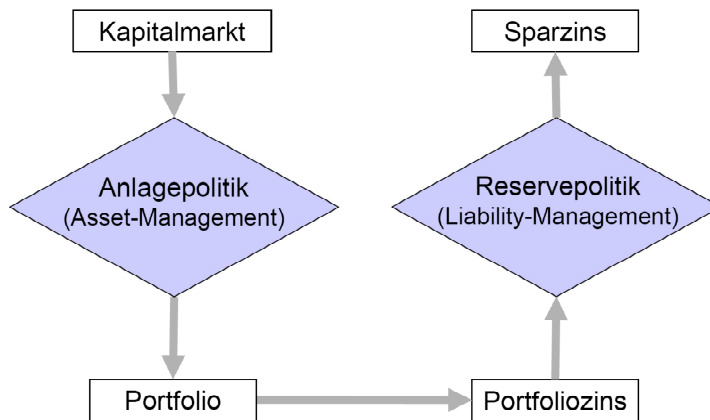 Kapitalmarkt
Sparzins
Anlagepolitik
(Asset-Management)
Reservepolitik
(Liability-Management)
Portfolio
Portfoliozins